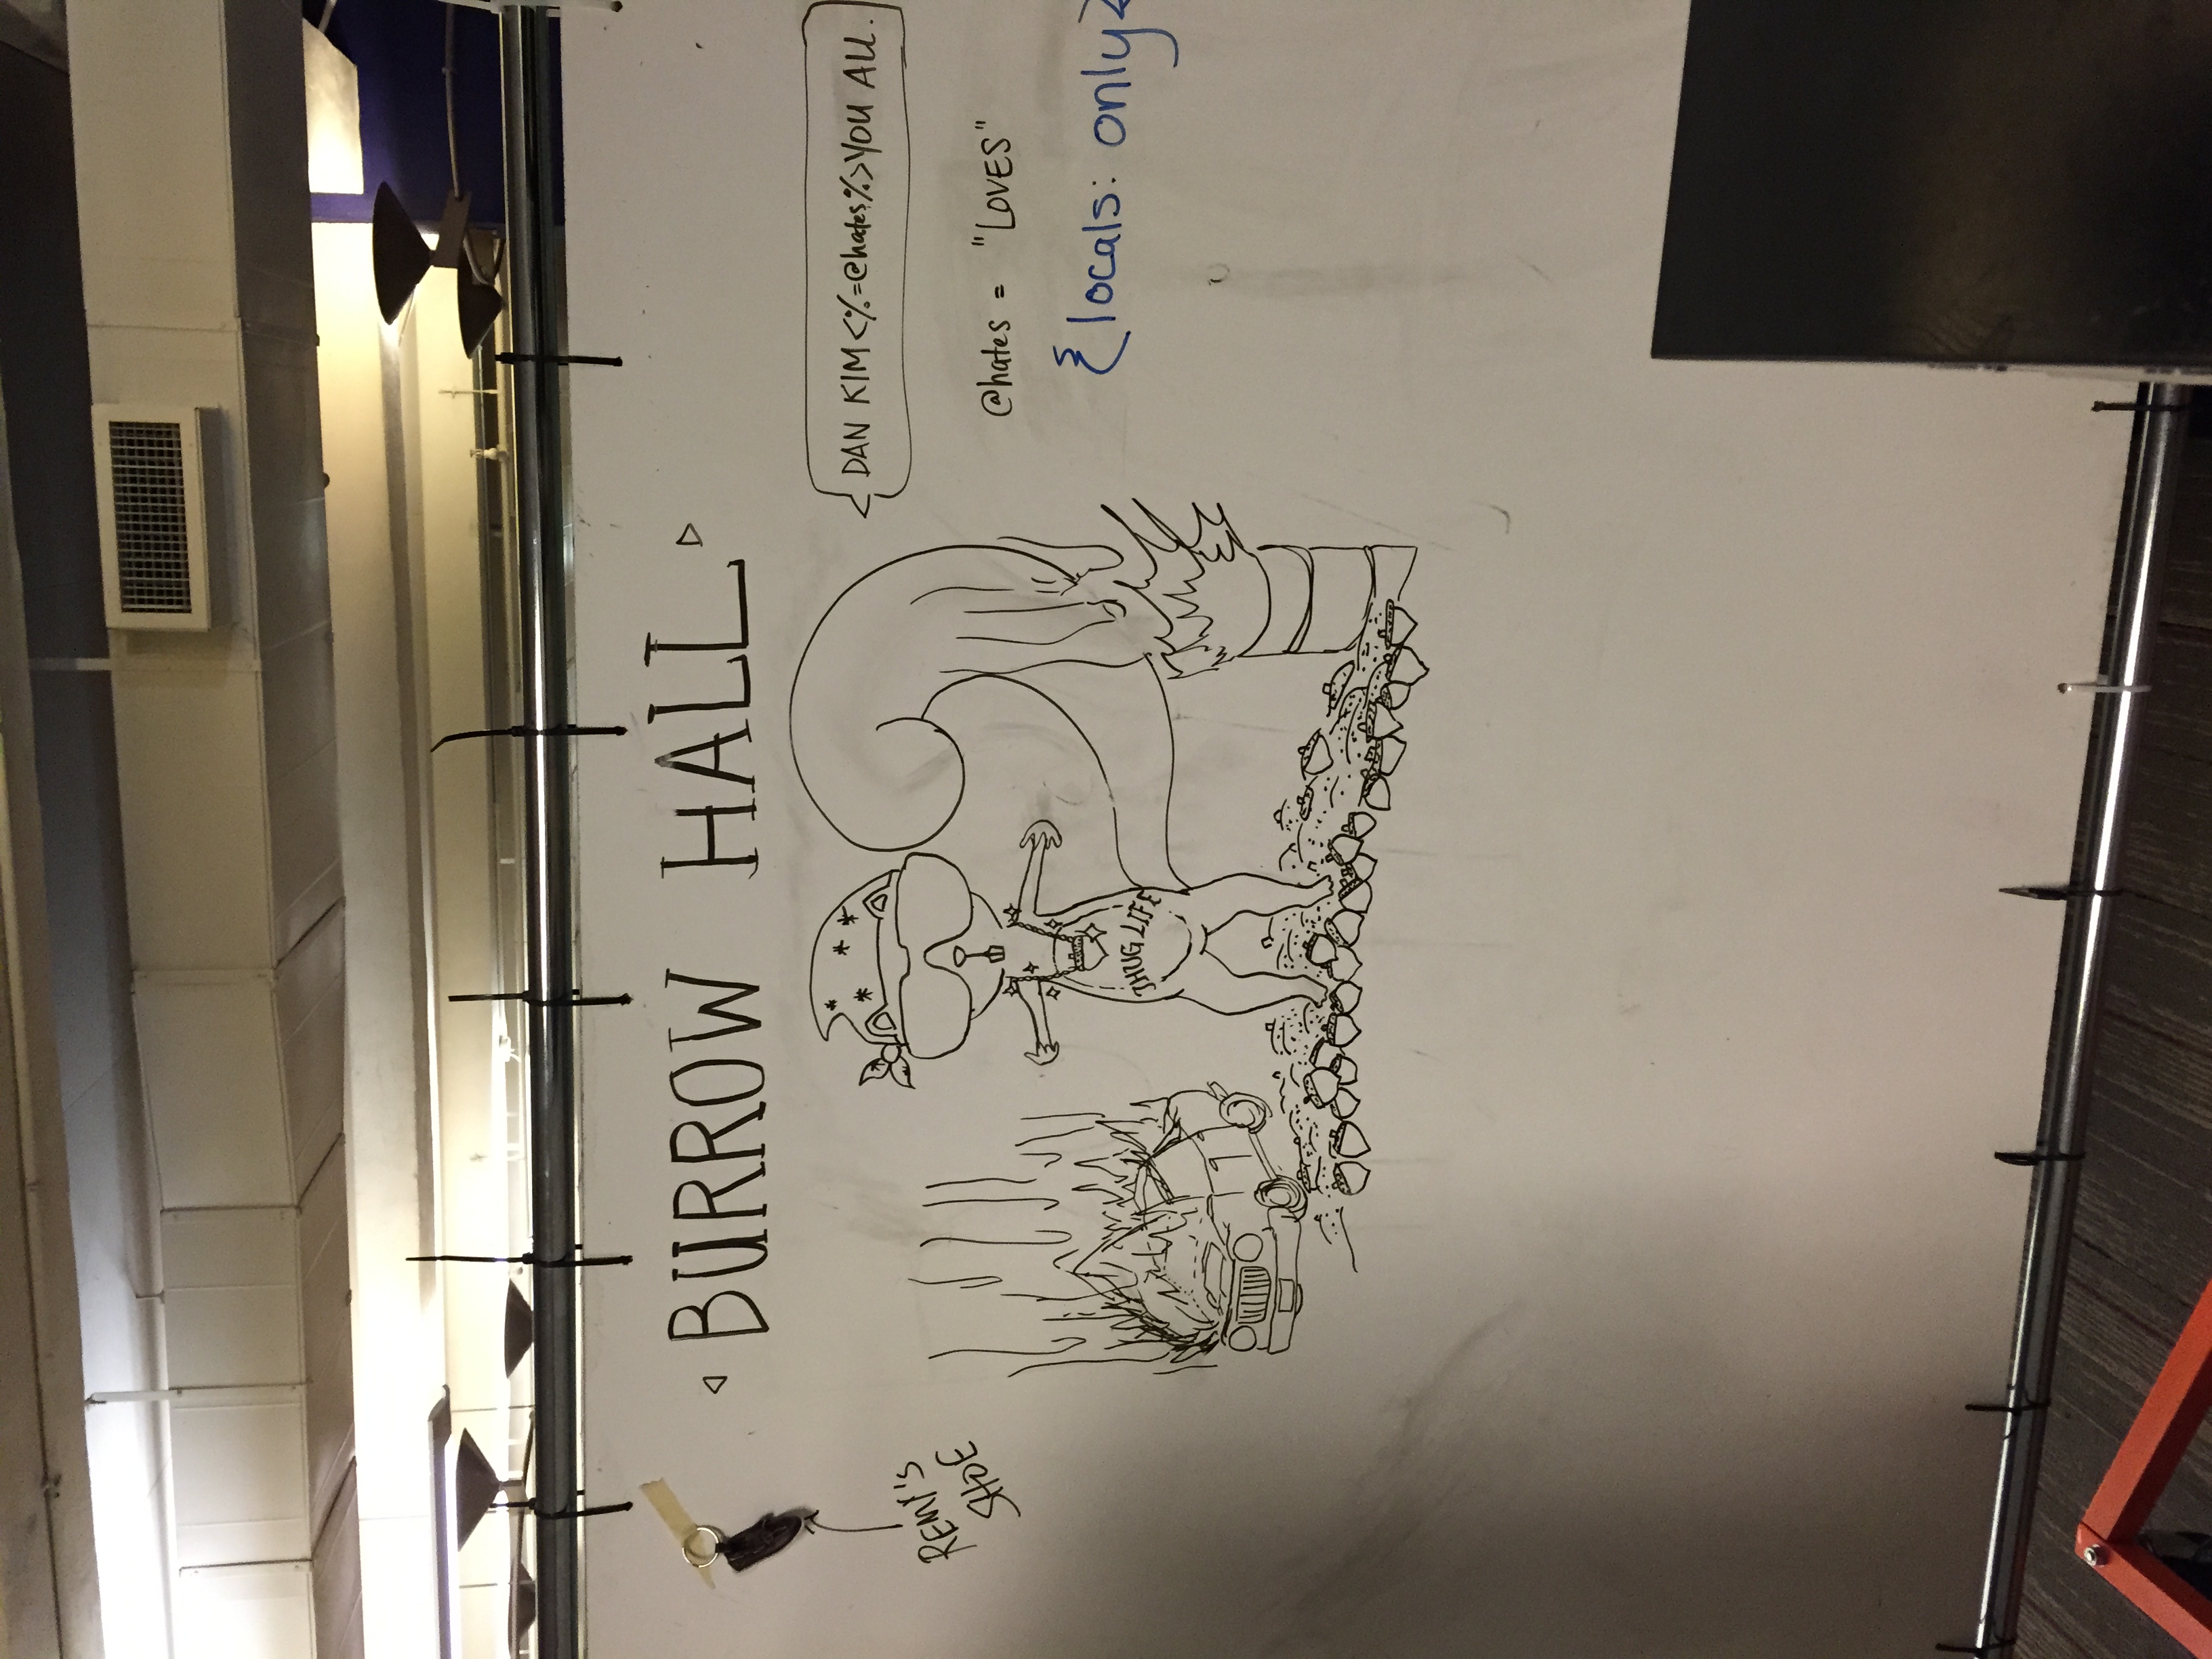 BURROW HALL
REMY'S
SHOE
DAN KIM<%=@hates%>YOU ALL.
@hates = "LOVES"
{locals: only}
THUG LIFE